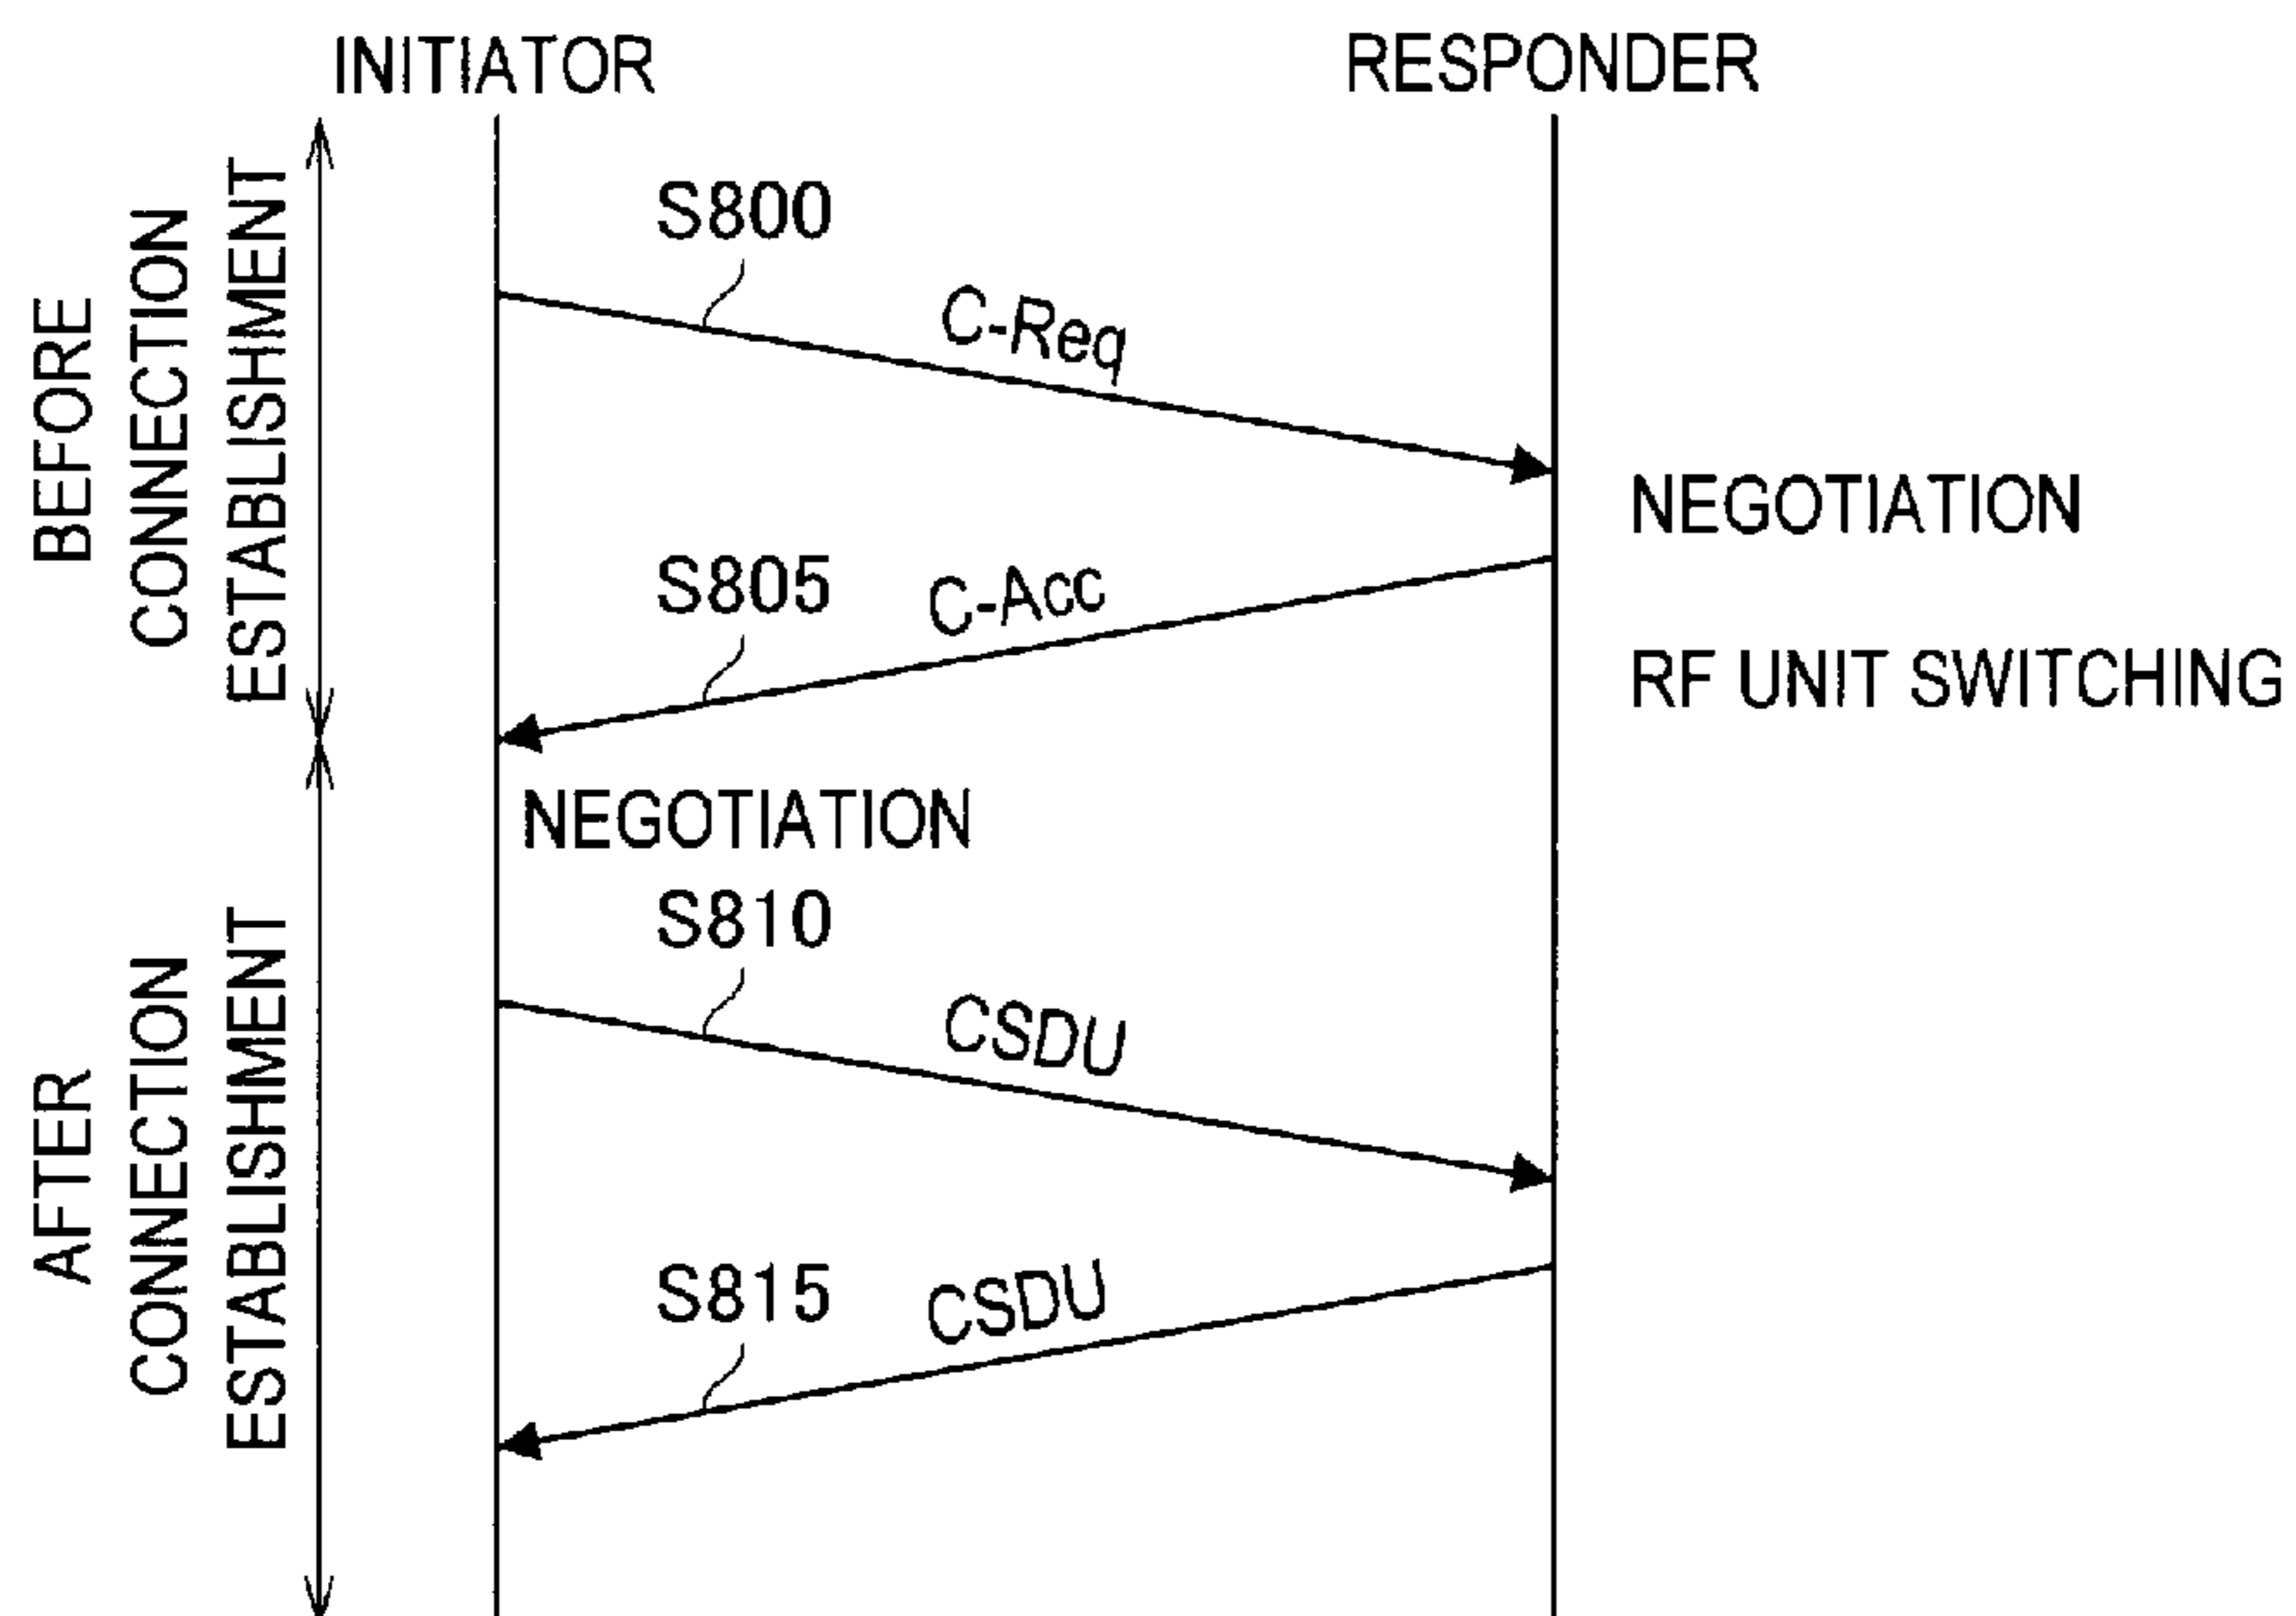 INITIATOR
RESPONDER
BEFORE
CONNECTION
ESTABLISHMENT
S800
C-Req
NEGOTIATION
S805
C-Acc
RF UNIT SWITCHING
AFTER
CONNECTION
ESTABLISHMENT
NEGOTIATION
S810
CSDU
S815
CSDU